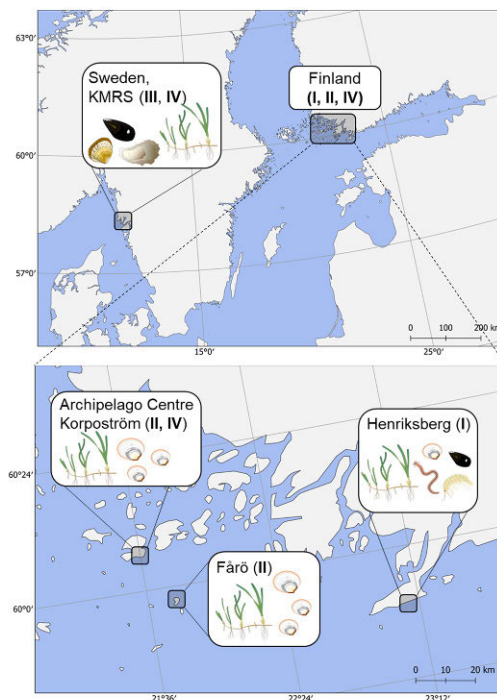 63°0'
Sweden,
KMRS (III, IV)
Finland
(I, II, IV)
60°0'
57°0'
0 100 200 km
15°0'
25°0'
Archipelago Centre
Korpoström (II, IV)
Henriksberg (I)
60°24'
Fårö (II)
60°0'
0 10 20 km
21°36'
22°24'
23°12'